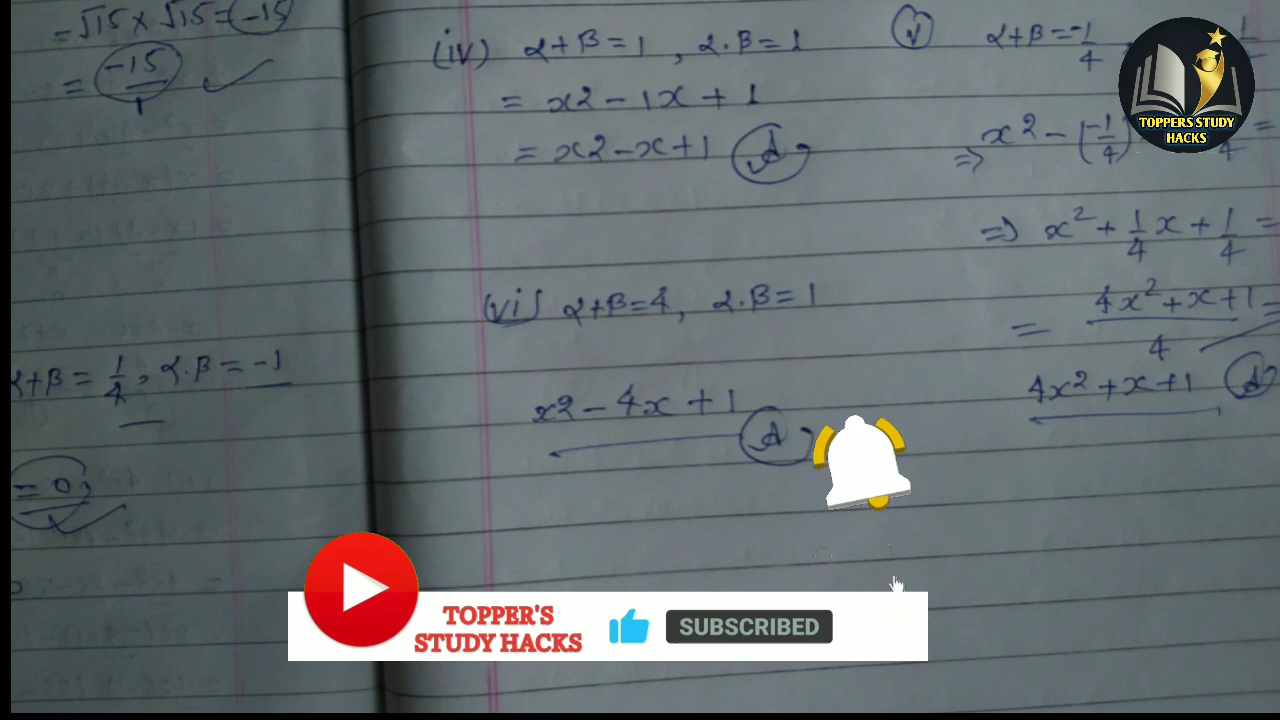 = √15 × √15 = -15
= -15/1
α+β = 1/4, α.β = -1
= 0,
(iv) α+β = 1 , α.β = 1
= x2 - 1x + 1
= x2 - x + 1
(vi) α+β = 4, α.β = 1
x2 - 4x + 1
(v) α+β = -1/4
⇒ x² - (-1/4)
⇒ x² + 1/4 x + 1/4 =
= 4x² + x + 1/4 =
4x² + x + 1
TOPPERS STUDY
HACKS
TOPPER'S
STUDY HACKS
SUBSCRIBED